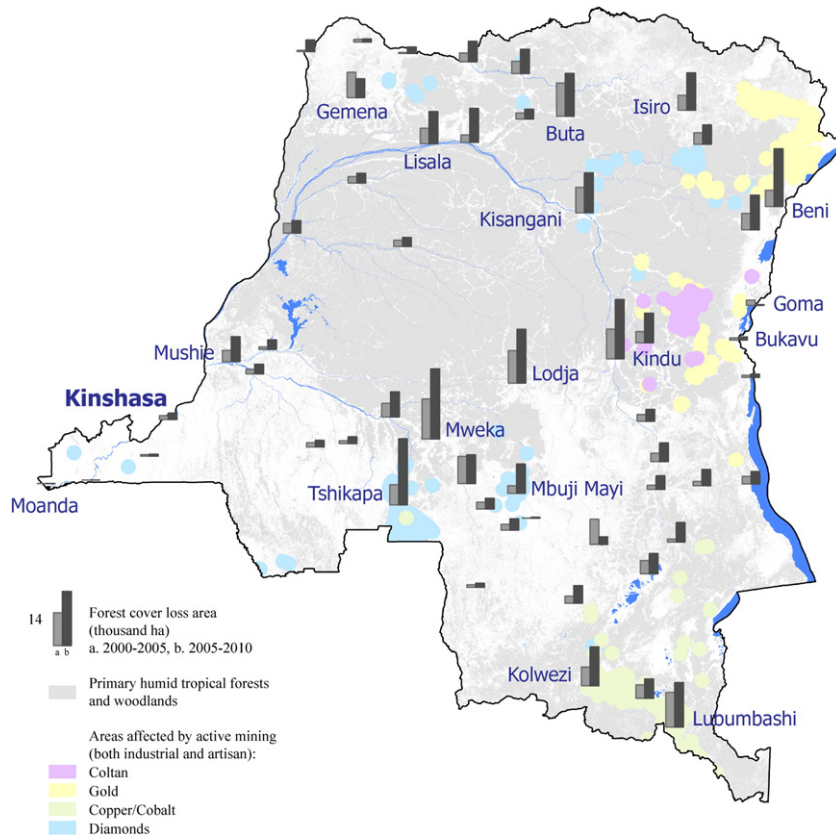 Gemena
Isiro
Buta
Lisala
Kisangani
Beni
Goma
Bukavu
Mushie
Kindu
Lodja
Kinshasa
Mweka
Tshikapa
Mbuji Mayi
Moanda
Kolwezi
Lubumbashi
14
Forest cover loss area
(thousand ha)
a. 2000-2005, b. 2005-2010
a b
Primary humid tropical forests
and woodlands
Areas affected by active mining
(both industrial and artisan):
Coltan
Gold
Copper/Cobalt
Diamonds